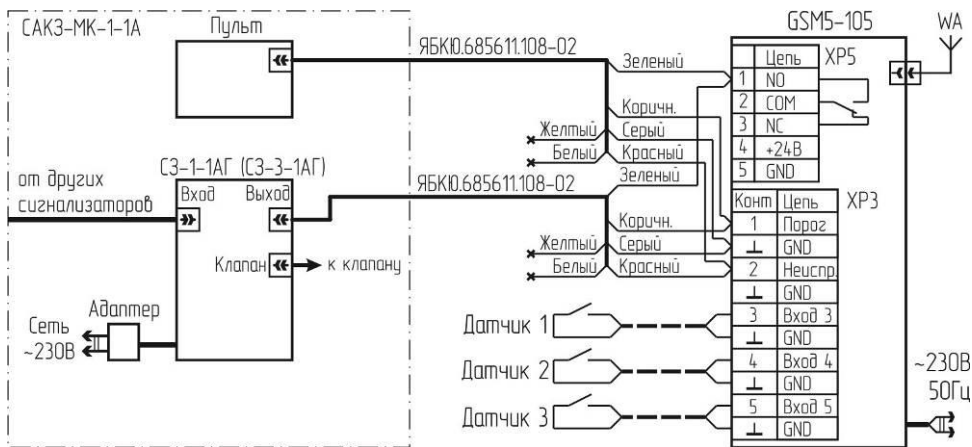 САКЗ-МК-1-1А
Пульт
ЯБКЮ.685611.108-02
Зеленый
Коричн.
Желтый
Серый
Белый
Красный
GSM5-105
WA
Цепь
XP5
1 NO
2 COM
3 NC
4 +24В
5 GND
от других
сигнализаторов
СЗ-1-1АГ (СЗ-3-1АГ)
Вход
Выход
Клапан
к клапану
Адаптер
Сеть
~230В
ЯБКЮ.685611.108-02
Зеленый
Коричн.
Желтый
Серый
Белый
Красный
Конт Цепь
XP3
1 Порог
⊥ GND
2 Неиспр.
⊥ GND
3 Вход 3
⊥ GND
4 Вход 4
⊥ GND
5 Вход 5
⊥ GND
Датчик 1
Датчик 2
Датчик 3
~230В
50Гц